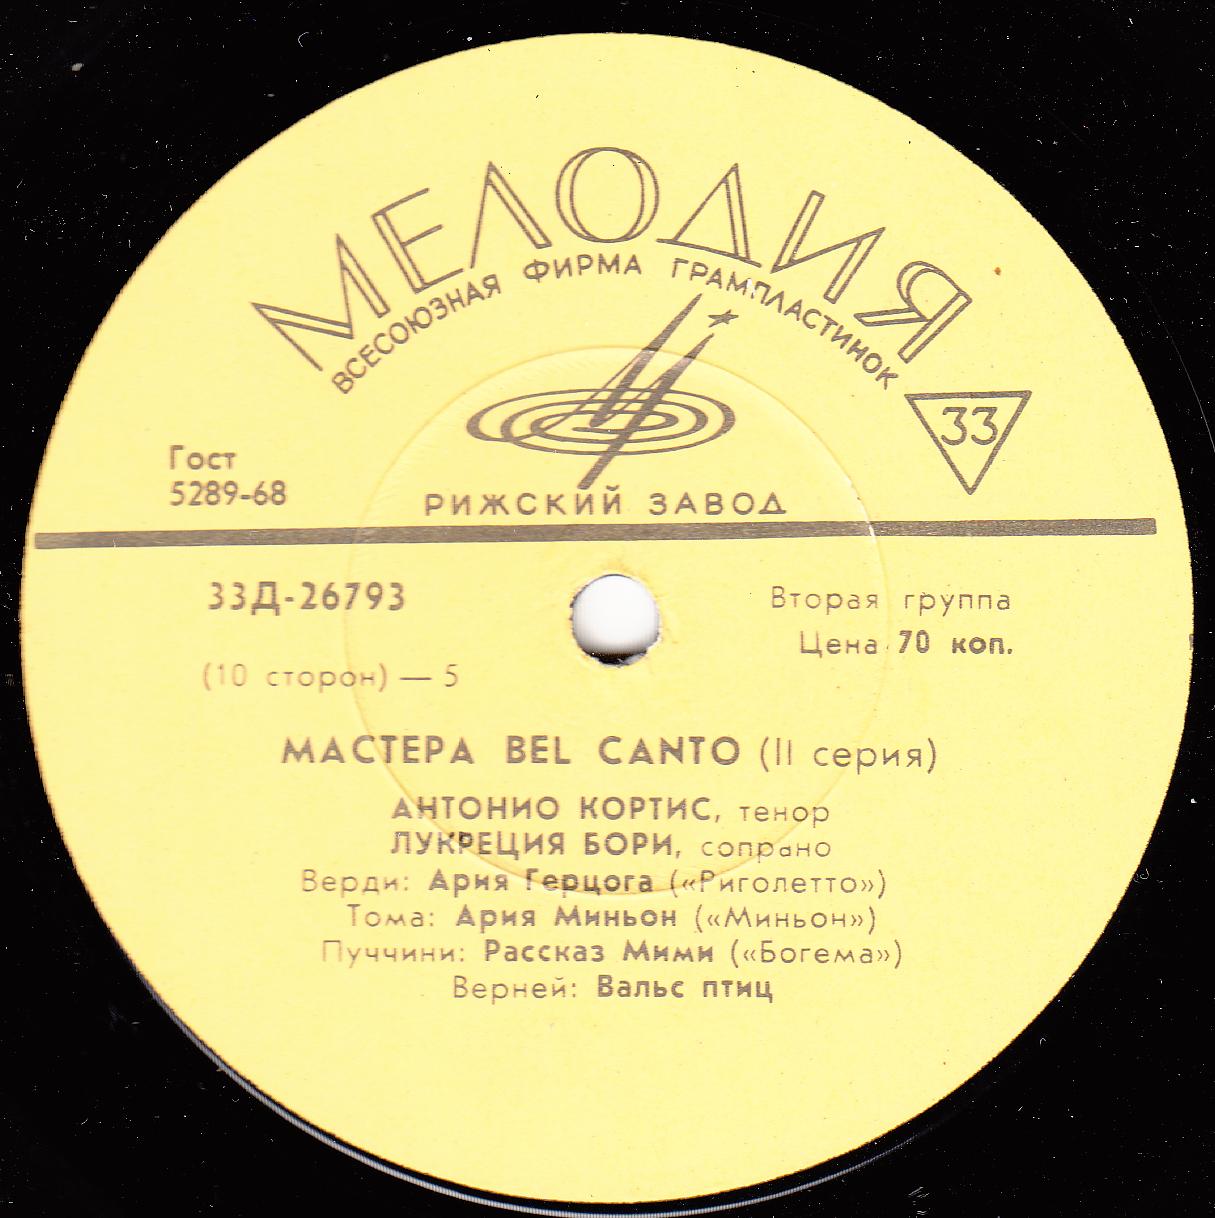 МЕЛОДИЯ
ВСЕСОЮЗНАЯ ФИРМА ГРАМПЛАСТИНОК
33
Гост
5289-68
РИЖСКИЙ ЗАВОД
33Д-26793
Вторая группа
Цена 70 коп.
(10 сторон) — 5
МАСТЕРА BEL CANTO (II серия)
АНТОНИО КОРТИС, тенор
ЛУКРЕЦИЯ БОРИ, сопрано
Верди: Ария Герцога («Риголетто»)
Тома: Ария Миньон («Миньон»)
Пуччини: Рассказ Мими («Богема»)
Верней: Вальс птиц